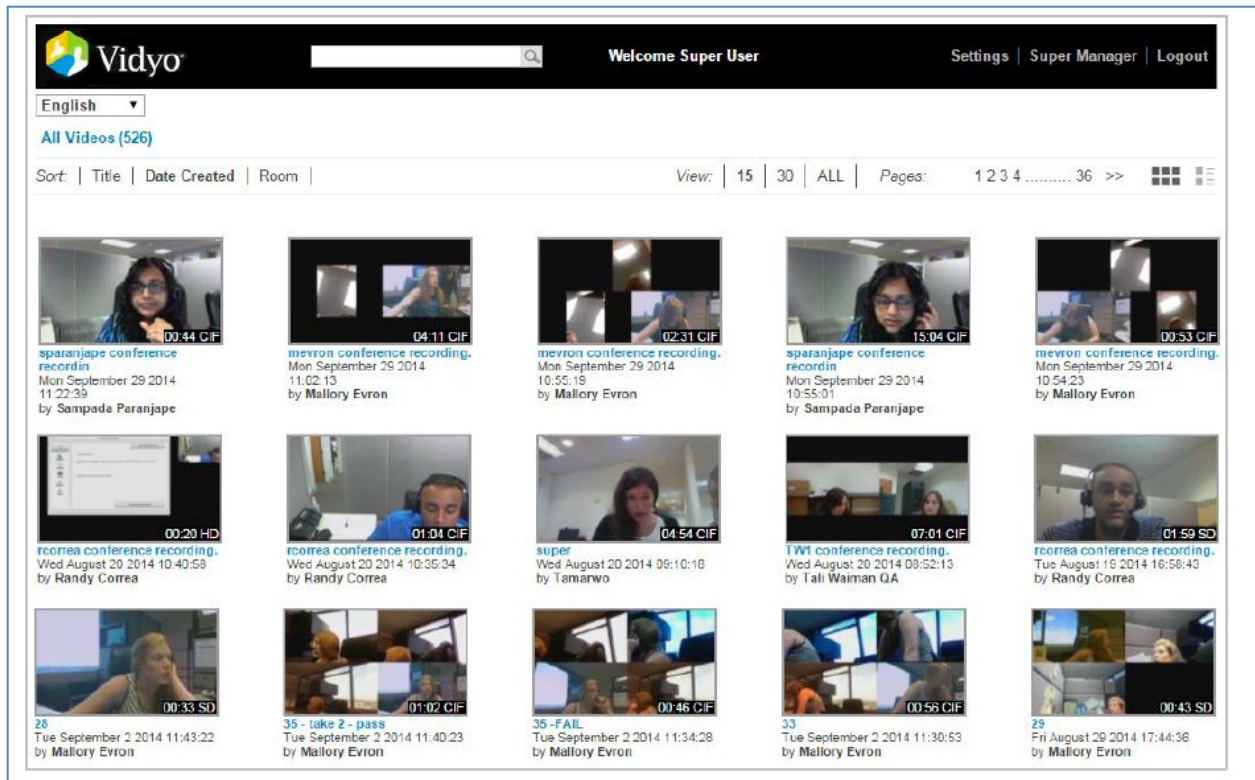 Vidyo
Welcome Super User
Settings | Super Manager | Logout
English
All Videos (526)
Sort: | Title | Date Created | Room |
View: | 15 | 30 | ALL | Pages: 1 2 3 4 .......... 36 >>
00:44 CIF
sparanjape conference
recordin
Mon September 29 2014
11:22:39
by Sampada Paranjape
04:11 CIF
mevron conference recording.
Mon September 29 2014
11:02:13
by Mallory Evron
02:31 CIF
mevron conference recording.
Mon September 29 2014
10:55:19
by Mallory Evron
15:04 CIF
sparanjape conference
recordin
Mon September 29 2014
10:55:01
by Sampada Paranjape
00:53 CIF
mevron conference recording.
Mon September 29 2014
10:54:23
by Mallory Evron
00:20 HD
rcorrea conference recording.
Wed August 20 2014 10:40:58
by Randy Correa
01:04 CIF
rcorrea conference recording.
Wed August 20 2014 10:35:34
by Randy Correa
04:54 CIF
super
Wed August 20 2014 09:10:18
by Tamarwo
07:01 CIF
TW1 conference recording.
Wed August 20 2014 08:52:13
by Tali Waiman QA
01:59 SD
rcorrea conference recording.
Tue August 19 2014 16:58:43
by Randy Correa
00:33 SD
28
Tue September 2 2014 11:43:22
by Mallory Evron
01:02 CIF
35 - take 2 - pass
Tue September 2 2014 11:40:23
by Mallory Evron
00:46 CIF
35 -FAIL
Tue September 2 2014 11:34:28
by Mallory Evron
00:56 CIF
33
Tue September 2 2014 11:30:53
by Mallory Evron
00:43 SD
29
Fri August 29 2014 17:44:36
by Mallory Evron